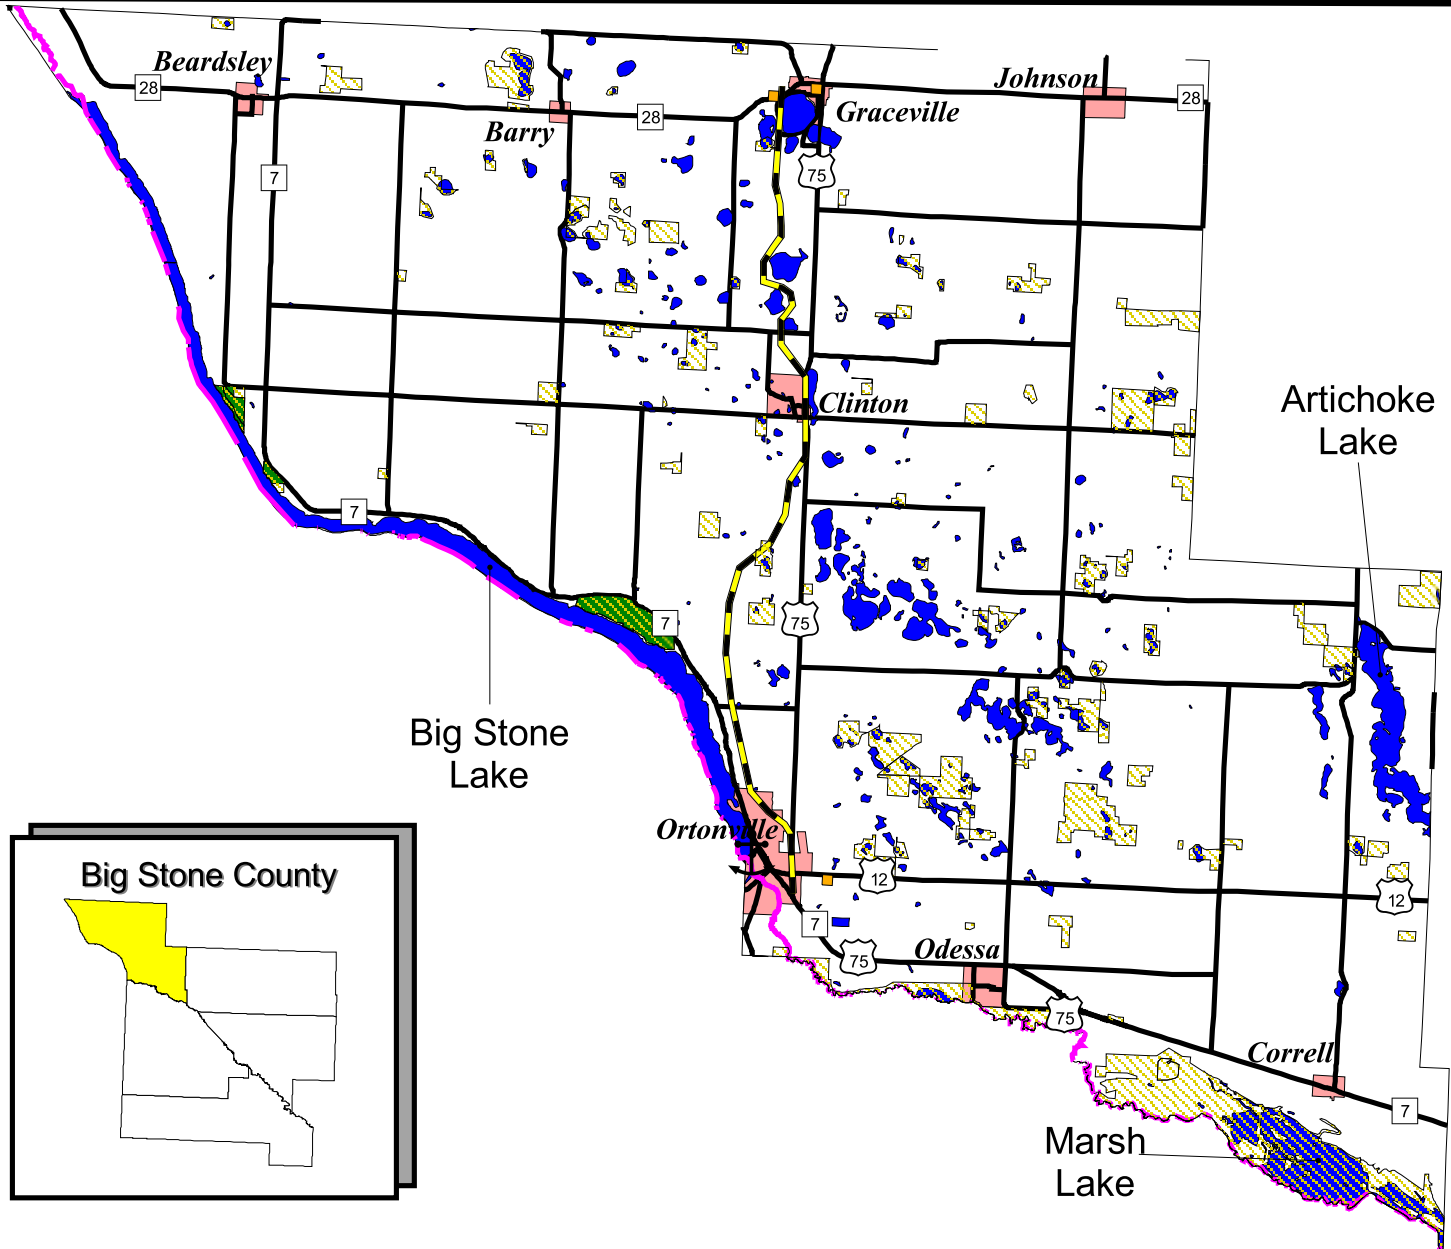 Beardsley
Johnson
28
28
Graceville
28
Barry
75
7
Artichoke
Lake
Clinton
7
75
7
Big Stone
Lake
Ortonville
Big Stone County
12
12
7
Odessa
75
75
Correll
7
Marsh
Lake